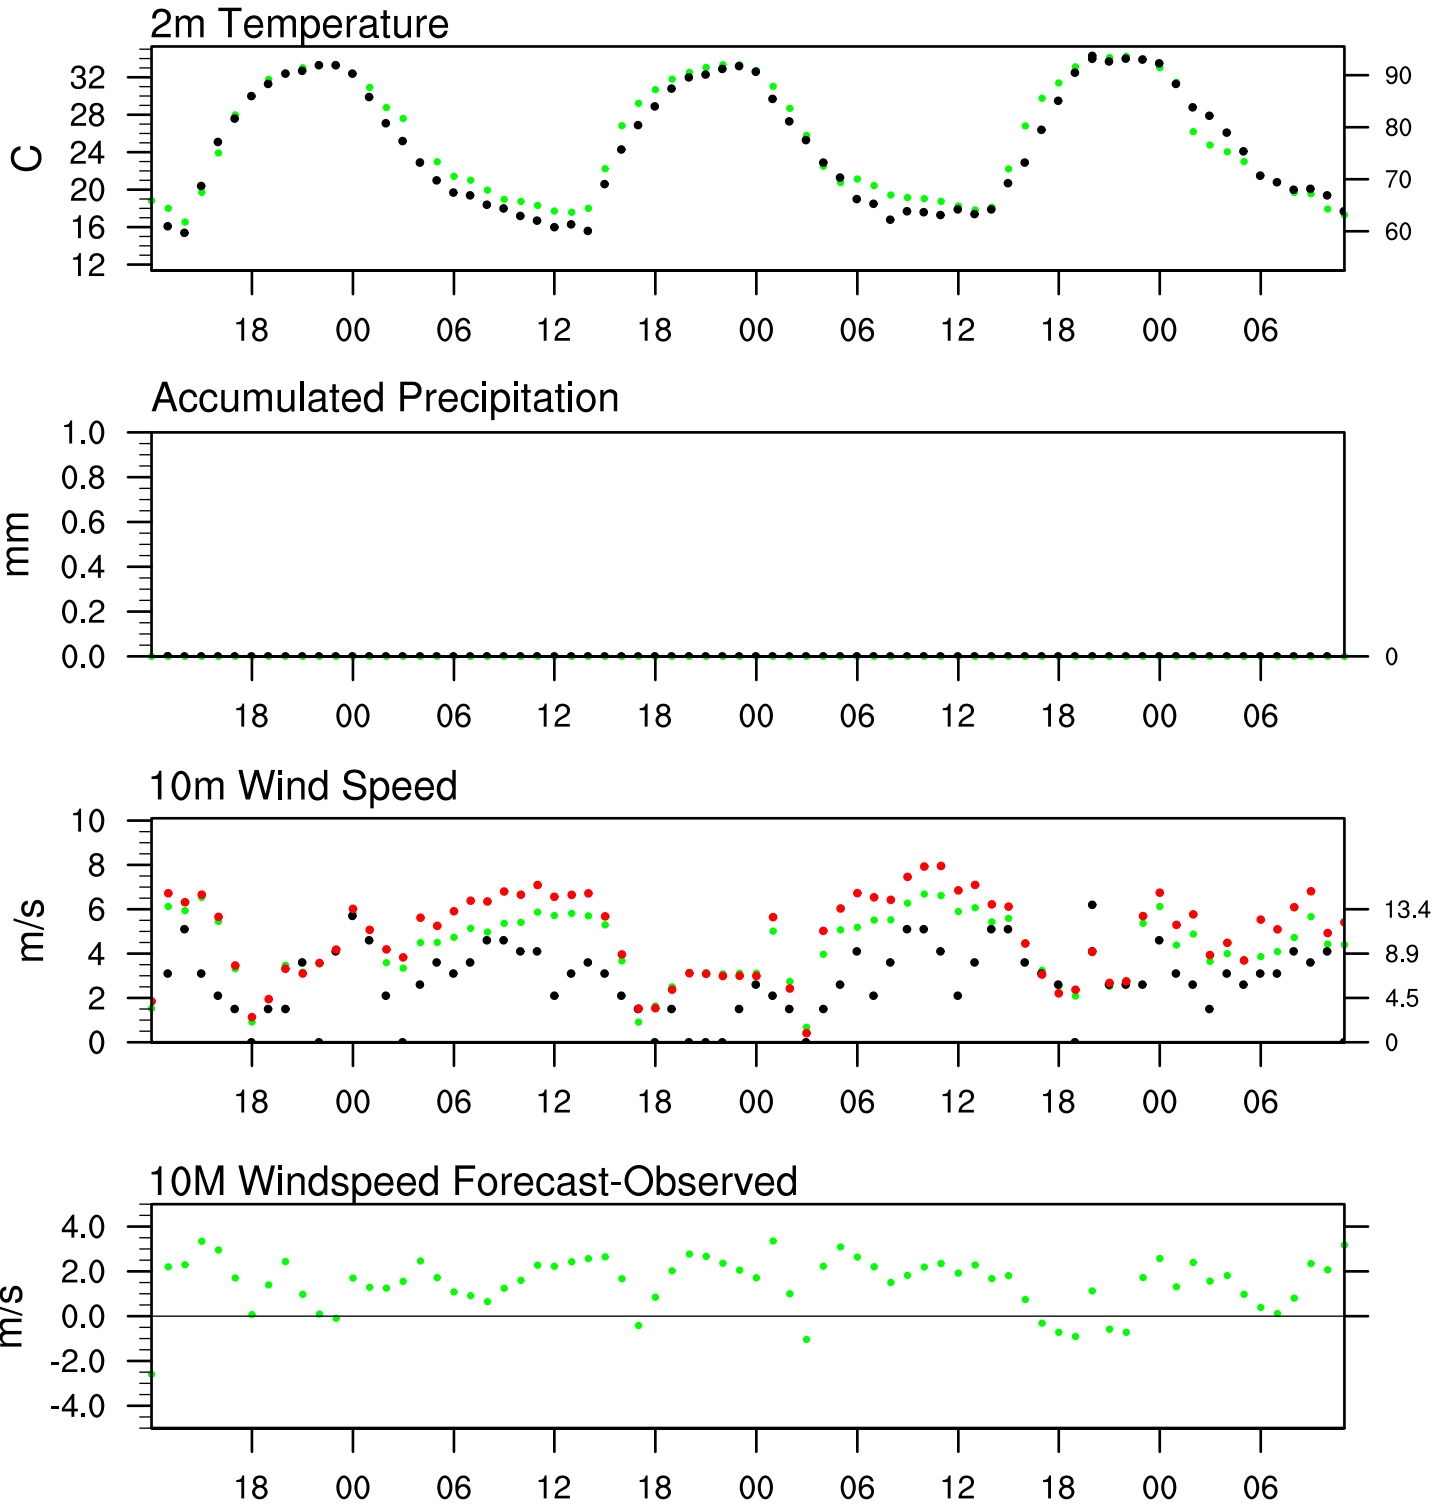 2m Temperature
C
32
28
24
20
16
12
90
80
70
60
18 00 06 12 18 00 06 12 18 00 06
Accumulated Precipitation
mm
1.0
0.8
0.6
0.4
0.2
0.0
0
18 00 06 12 18 00 06 12 18 00 06
10m Wind Speed
m/s
10
8
6
4
2
0
13.4
8.9
4.5
0
18 00 06 12 18 00 06 12 18 00 06
10M Windspeed Forecast-Observed
m/s
4.0
2.0
0.0
-2.0
-4.0
18 00 06 12 18 00 06 12 18 00 06